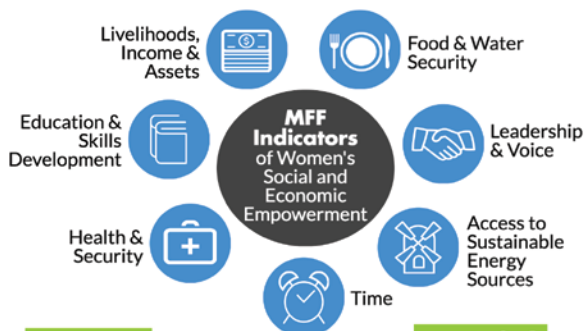 Livelihoods,
Income &
Assets
Food & Water
Security
MFF
Indicators
of Women's
Social and
Economic
Empowerment
Education &
Skills
Development
Leadership
& Voice
Health &
Security
Access to
Sustainable
Energy
Sources
Time